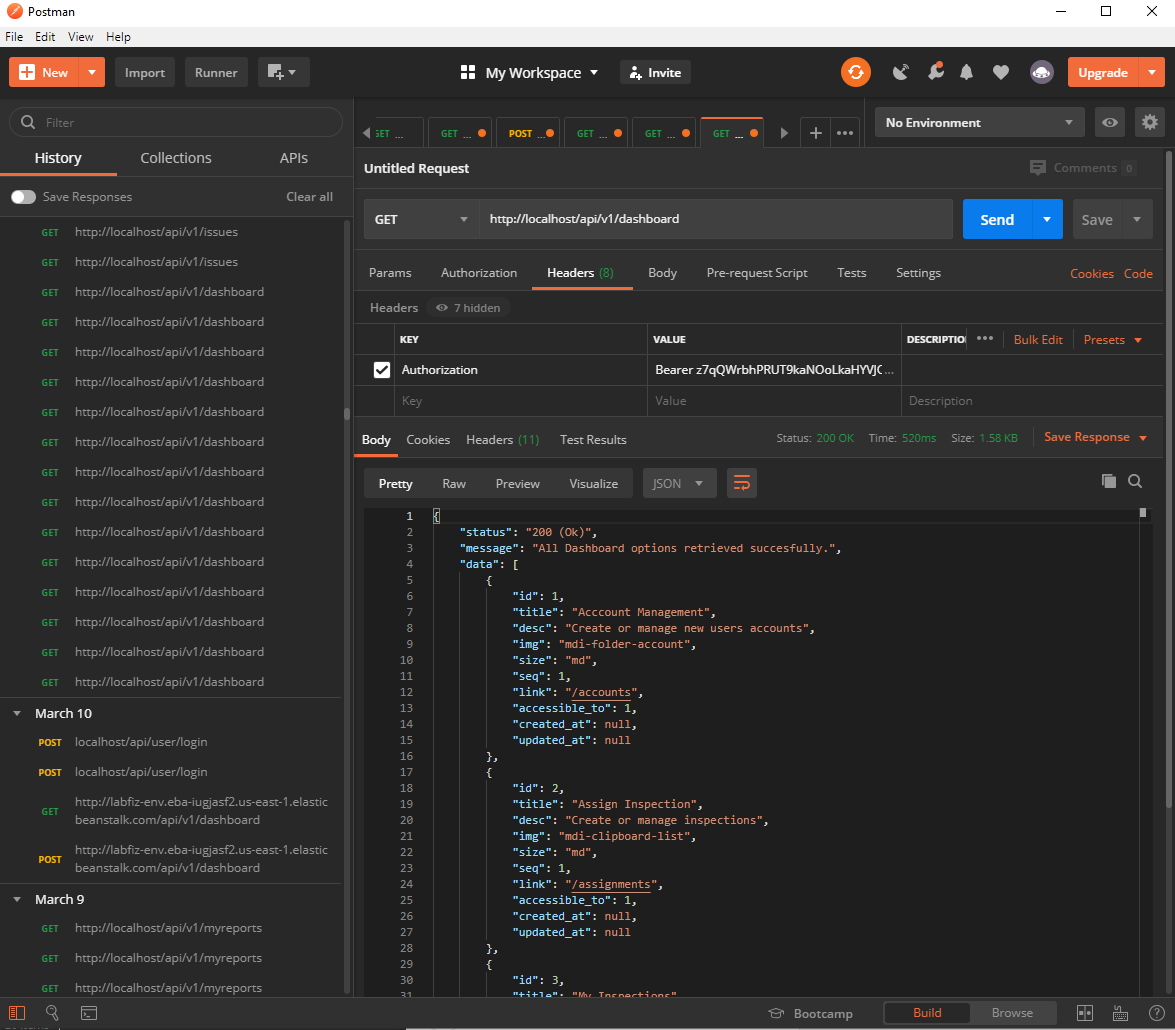 Postman
File Edit View Help
New Import Runner My Workspace Invite Upgrade
Filter
History Collections APIs
Save Responses Clear all
GET http://localhost/api/v1/issues
GET http://localhost/api/v1/issues
GET http://localhost/api/v1/dashboard
GET http://localhost/api/v1/dashboard
GET http://localhost/api/v1/dashboard
GET http://localhost/api/v1/dashboard
GET http://localhost/api/v1/dashboard
GET http://localhost/api/v1/dashboard
GET http://localhost/api/v1/dashboard
GET http://localhost/api/v1/dashboard
GET http://localhost/api/v1/dashboard
GET http://localhost/api/v1/dashboard
GET http://localhost/api/v1/dashboard
GET http://localhost/api/v1/dashboard
GET http://localhost/api/v1/dashboard
GET http://localhost/api/v1/dashboard
March 10
POST localhost/api/user/login
POST localhost/api/user/login
GET http://labfiz-env.eba-iugjasf2.us-east-1.elastic
beanstalk.com/api/v1/dashboard
POST http://labfiz-env.eba-iugjasf2.us-east-1.elastic
beanstalk.com/api/v1/dashboard
March 9
GET http://localhost/api/v1/myreports
GET http://localhost/api/v1/myreports
GET http://localhost/api/v1/myreports
GET ... GET ... POST ... GET ... GET ... GET ... + ••• No Environment
Untitled Request Comments 0
GET http://localhost/api/v1/dashboard Send Save
Params Authorization Headers (8) Body Pre-request Script Tests Settings Cookies Code
Headers 7 hidden
KEY VALUE DESCRIPTIO ••• Bulk Edit Presets
Authorization Bearer z7qQWrbhPRUT9kaNOoLkaHYVJC ...
Key Value Description
Body Cookies Headers (11) Test Results Status: 200 OK Time: 520ms Size: 1.58 KB Save Response
Pretty Raw Preview Visualize JSON
1 {
2 "status": "200 (Ok)",
3 "message": "All Dashboard options retrieved succesfully.",
4 "data": [
5 {
6 "id": 1,
7 "title": "Acccount Management",
8 "desc": "Create or manage new users accounts",
9 "img": "mdi-folder-account",
10 "size": "md",
11 "seq": 1,
12 "link": "/accounts",
13 "accessible_to": 1,
14 "created_at": null,
15 "updated_at": null
16 },
17 {
18 "id": 2,
19 "title": "Assign Inspection",
20 "desc": "Create or manage inspections",
21 "img": "mdi-clipboard-list",
22 "size": "md",
23 "seq": 1,
24 "link": "/assignments",
25 "accessible_to": 1,
26 "created_at": null,
27 "updated_at": null
28 },
29 {
30 "id": 3,
31 "title": "My Inspections"
Bootcamp Build Browse